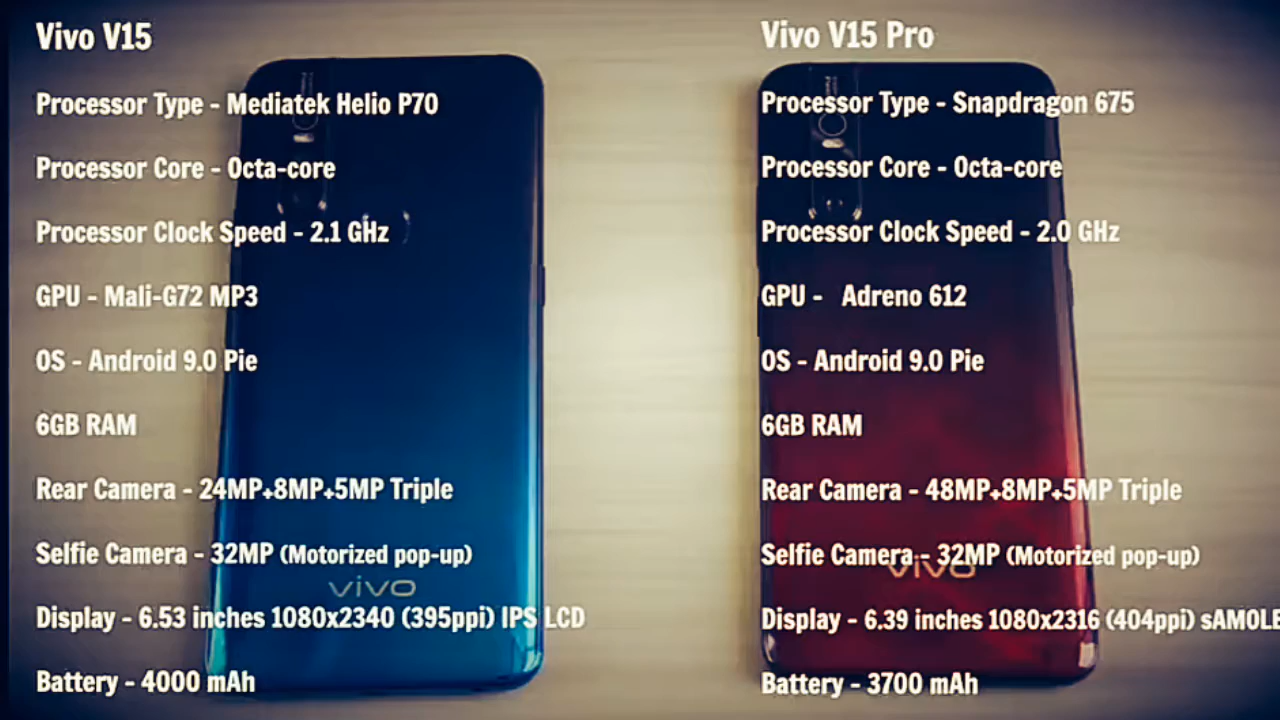 Vivo V15
Processor Type - Mediatek Helio P70
Processor Core - Octa-core
Processor Clock Speed - 2.1 GHz
GPU - Mali-G72 MP3
OS - Android 9.0 Pie
6GB RAM
Rear Camera - 24MP+8MP+5MP Triple
Selfie Camera - 32MP (Motorized pop-up)
vivo
Display - 6.53 inches 1080x2340 (395ppi) IPS LCD
Battery - 4000 mAh
Vivo V15 Pro
Processor Type - Snapdragon 675
Processor Core - Octa-core
Processor Clock Speed - 2.0 GHz
GPU - Adreno 612
OS - Android 9.0 Pie
6GB RAM
Rear Camera - 48MP+8MP+5MP Triple
Selfie Camera - 32MP (Motorized pop-up)
vivo
Display - 6.39 inches 1080x2316 (404ppi) sAMOLE
Battery - 3700 mAh